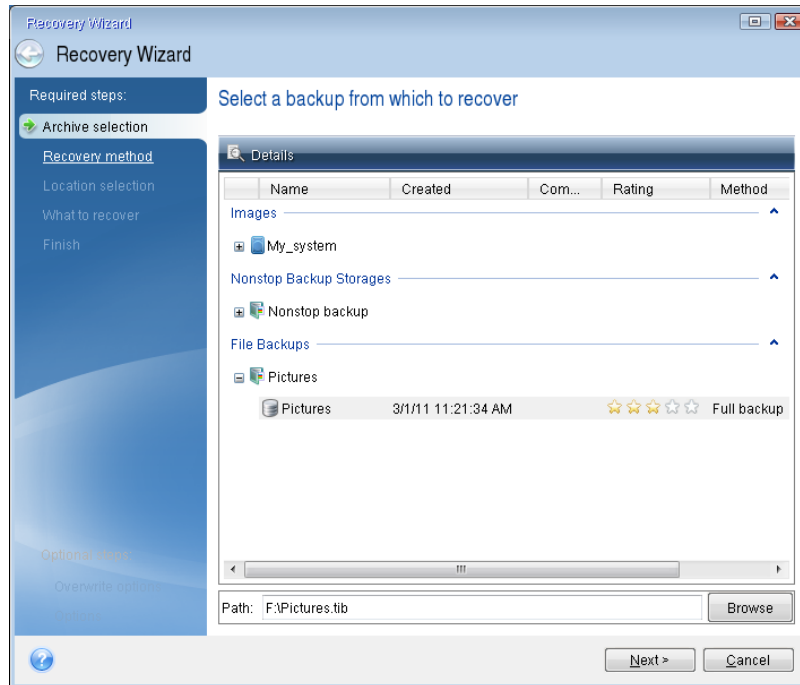 Recovery Wizard
Recovery Wizard
Required steps:
Archive selection
Recovery method
Location selection
What to recover
Finish
Optional steps:
Overwrite options
Select a backup from which to recover
Details
Name Created Com... Rating Method
Images
My_system
Nonstop Backup Storages
Nonstop backup
File Backups
Pictures
Pictures 3/1/11 11:21:34 AM Full backup
Path: F:\Pictures.tib Browse
Next > Cancel